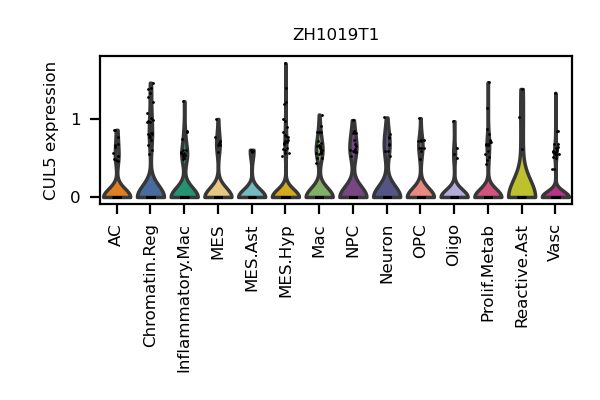 ZH1019T1
CUL5 expression
1
0
AC
Chromatin.Reg
Inflammatory.Mac
MES
MES.Ast
MES.Hyp
Mac
NPC
Neuron
OPC
Oligo
Prolif.Metab
Reactive.Ast
Vasc